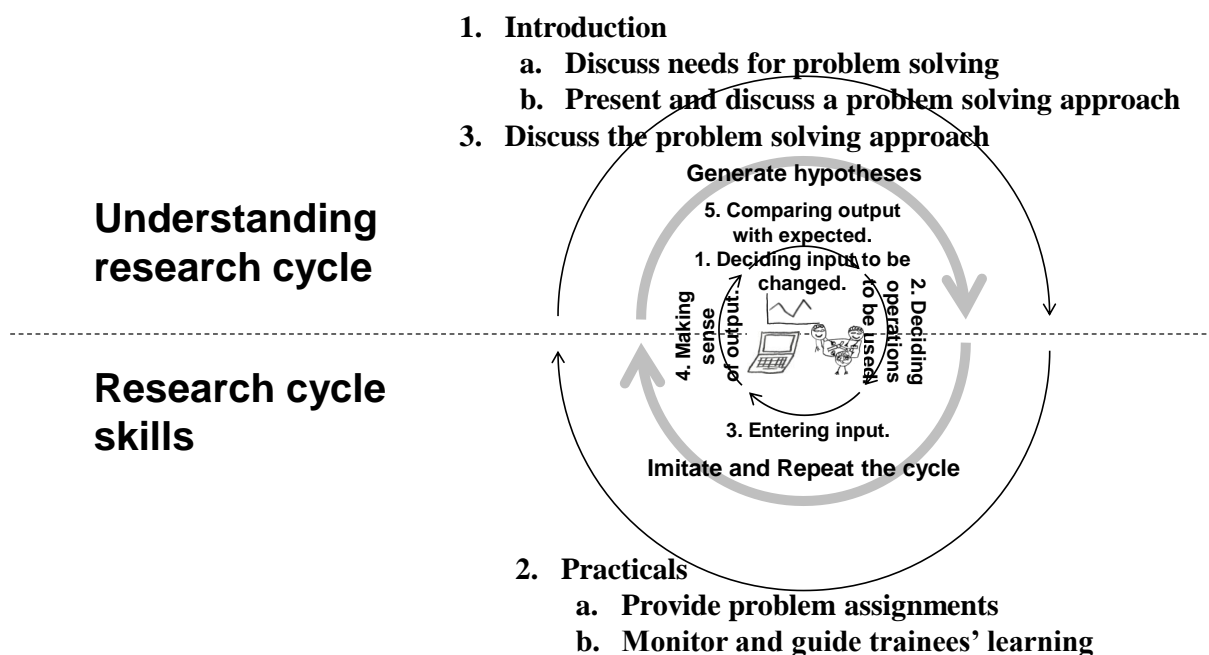 1. Introduction
a. Discuss needs for problem solving
b. Present and discuss a problem solving approach
3. Discuss the problem solving approach
Generate hypotheses
Understanding
research cycle
5. Comparing output
with expected.
1. Deciding input to be
changed.
2. Deciding
operations
to be used.
4. Making
sense
of output.
3. Entering input.
Research cycle
skills
Imitate and Repeat the cycle
2. Practicals
a. Provide problem assignments
b. Monitor and guide trainees’ learning